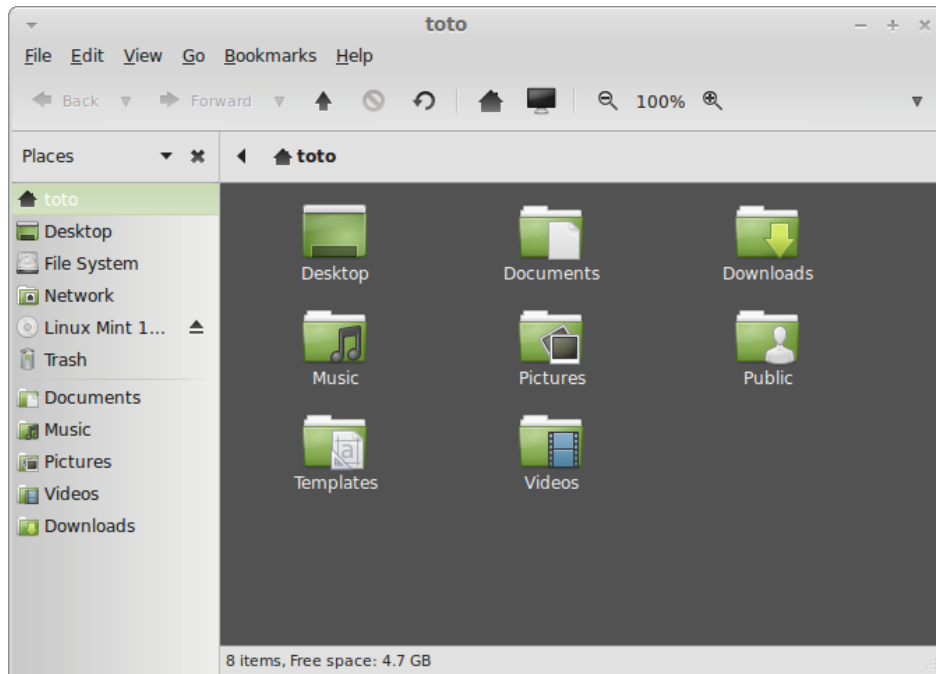 toto
File Edit View Go Bookmarks Help
Back Forward 100%
Places toto
toto
Desktop
File System
Network
Linux Mint 1...
Trash
Documents
Music
Pictures
Videos
Downloads
Desktop Documents Downloads
Music Pictures Public
Templates Videos
8 items, Free space: 4.7 GB